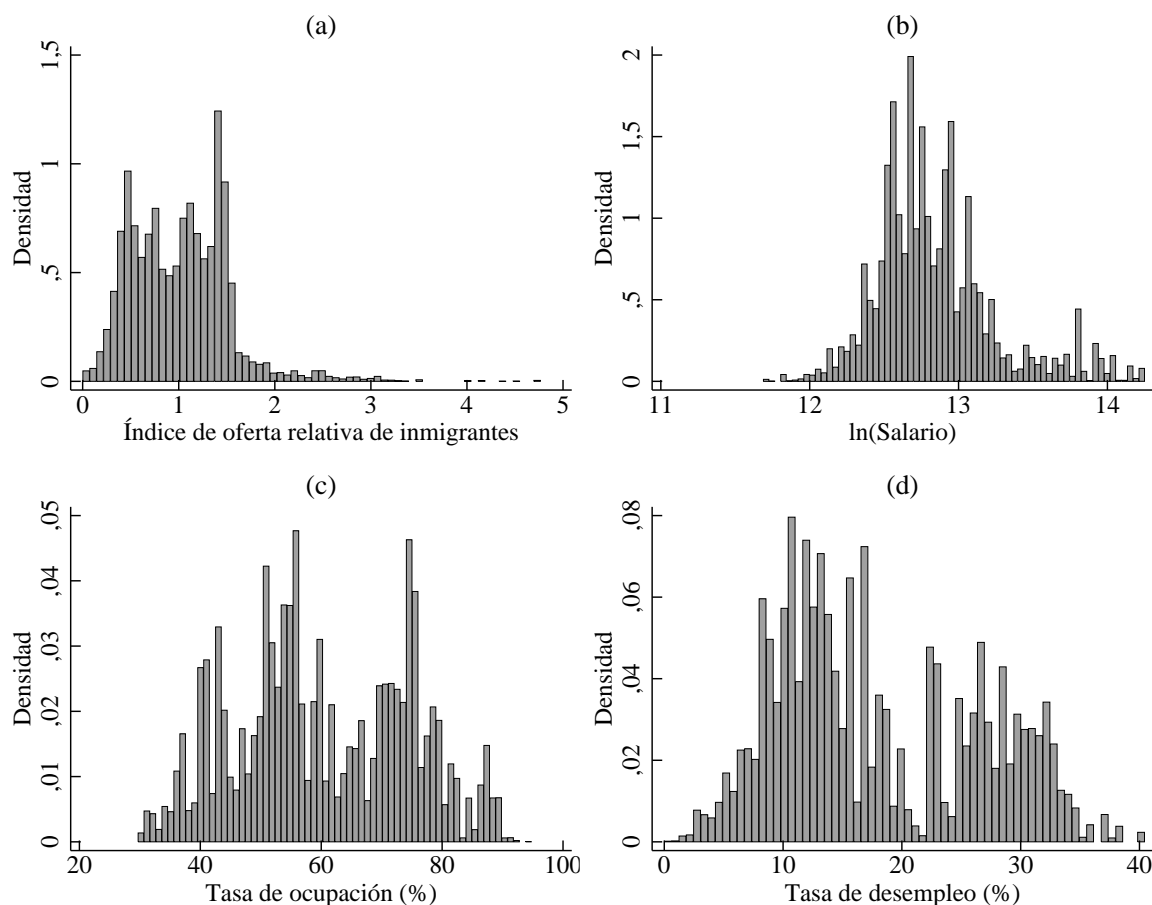 (a)
Densidad
1,5
1
,5
0
0 1 2 3 4 5
Índice de oferta relativa de inmigrantes
(b)
Densidad
2
1,5
1
,5
0
11 12 13 14
ln(Salario)
(c)
Densidad
,05
,04
,03
,02
,01
0
20 40 60 80 100
Tasa de ocupación (%)
(d)
Densidad
,08
,06
,04
,02
0
0 10 20 30 40
Tasa de desempleo (%)